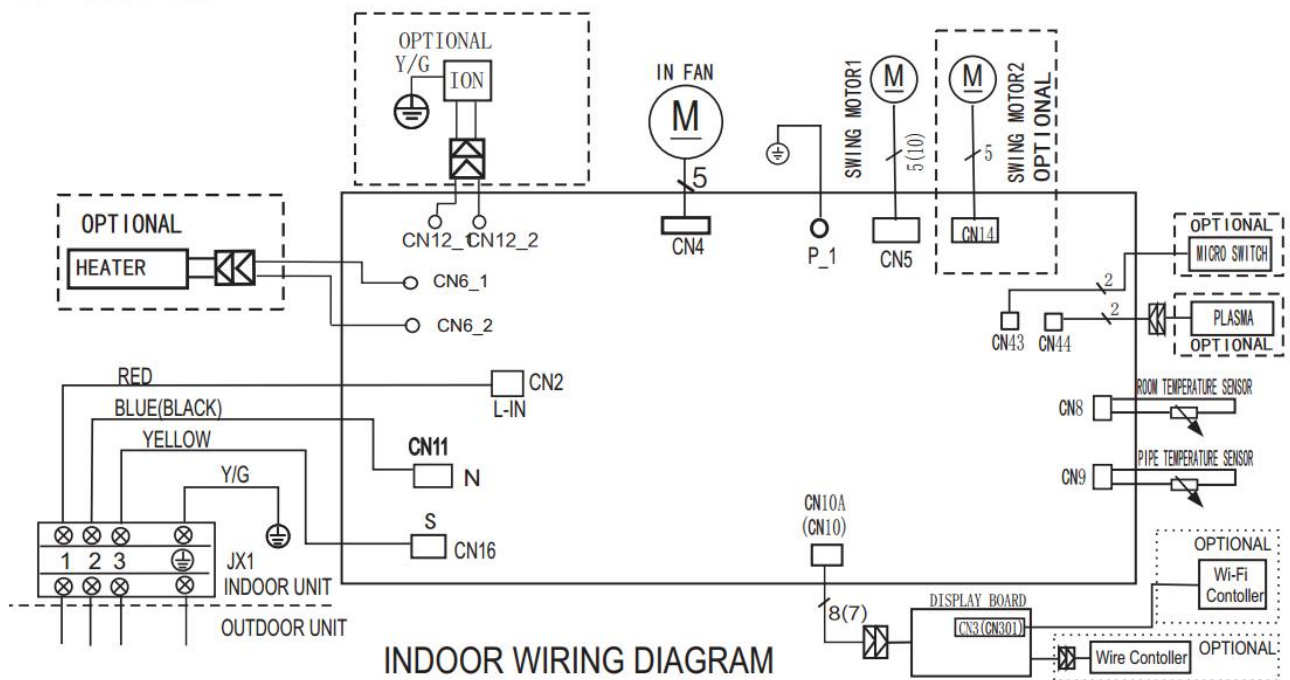 OPTIONAL
Y/G
ION
IN FAN
M
SWING MOTOR1
M
5(10)
M
5
SWING MOTOR2
OPTIONAL
5
CN12_1
CN12_2
CN4
P_1
CN5
CN14
OPTIONAL
HEATER
CN6_1
CN6_2
OPTIONAL
MICRO SWITCH
2
2
PLASMA
OPTIONAL
CN43
CN44
RED
CN2
L-IN
BLUE(BLACK)
YELLOW
CN11
N
Y/G
S
CN16
ROOM TEMPERATURE SENSOR
CN8
PIPE TEMPERATURE SENSOR
CN9
CN10A
(CN10)
1 2 3
JX1
INDOOR UNIT
OUTDOOR UNIT
8(7)
DISPLAY BOARD
CN3(CN301)
OPTIONAL
Wi-Fi
Contoller
Wire Contoller
OPTIONAL
INDOOR WIRING DIAGRAM